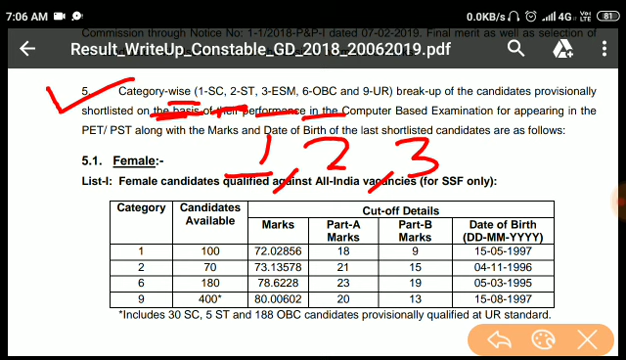 7:06 AM 0.0KB/s 4G Vo LTE 81
Commission through Notice No: 1-1/2018-P&P-I dated 07-02-2019. Final merit as well as selection of
Result_WriteUp_Constable_GD_2018_20062019.pdf
5. Category-wise (1-SC, 2-ST, 3-ESM, 6-OBC and 9-UR) break-up of the candidates provisionally
shortlisted on the basis of their performance in the Computer Based Examination for appearing in the
PET/ PST along with the Marks and Date of Birth of the last shortlisted candidates are as follows:
1, 2, 3
5.1. Female:-
List-I: Female candidates qualified against All-India vacancies (for SSF only):
Category Candidates Available Cut-off Details
Marks Part-A Marks Part-B Marks Date of Birth (DD-MM-YYYY)
1 100 72.02856 18 9 15-05-1997
2 70 73.13578 21 15 04-11-1996
6 180 78.6228 23 19 05-03-1995
9 400* 80.00602 20 13 15-08-1997
*Includes 30 SC, 5 ST and 188 OBC candidates provisionally qualified at UR standard.